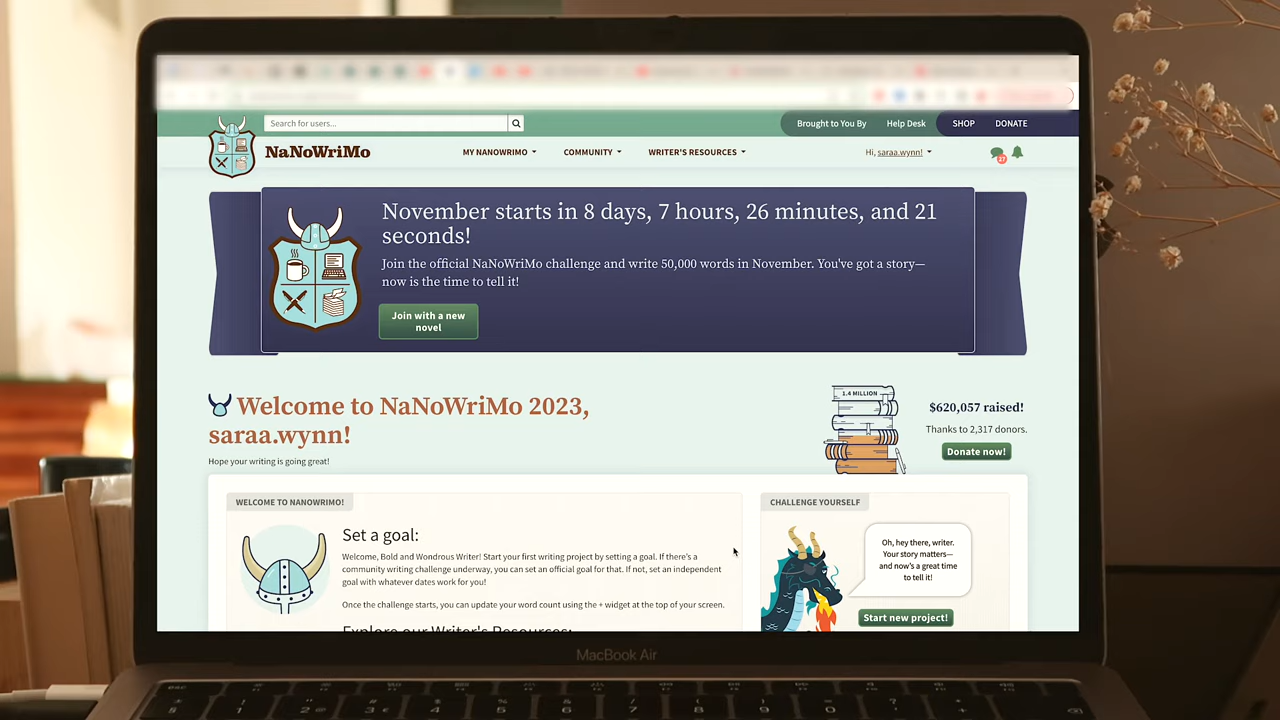 Search for users...
Brought to You By
Help Desk
SHOP
DONATE
NaNoWriMo
MY NANOWRIMO
COMMUNITY
WRITER'S RESOURCES
Hi, saraa.wynn!
27
November starts in 8 days, 7 hours, 26 minutes, and 21
seconds!
Join the official NaNoWriMo challenge and write 50,000 words in November. You've got a story—
now is the time to tell it!
Join with a new
novel
Welcome to NaNoWriMo 2023,
saraa.wynn!
Hope your writing is going great!
1.4 MILLION
$620,057 raised!
Thanks to 2,317 donors.
Donate now!
WELCOME TO NANOWRIMO!
Set a goal:
Welcome, Bold and Wondrous Writer! Start your first writing project by setting a goal. If there's a
community writing challenge underway, you can set an official goal for that. If not, set an independent
goal with whatever dates work for you!
Once the challenge starts, you can update your word count using the + widget at the top of your screen.
Explore our Writer's Resources:
CHALLENGE YOURSELF
Oh, hey there, writer.
Your story matters—
and now's a great time
to tell it!
Start new project!
MacBook Air